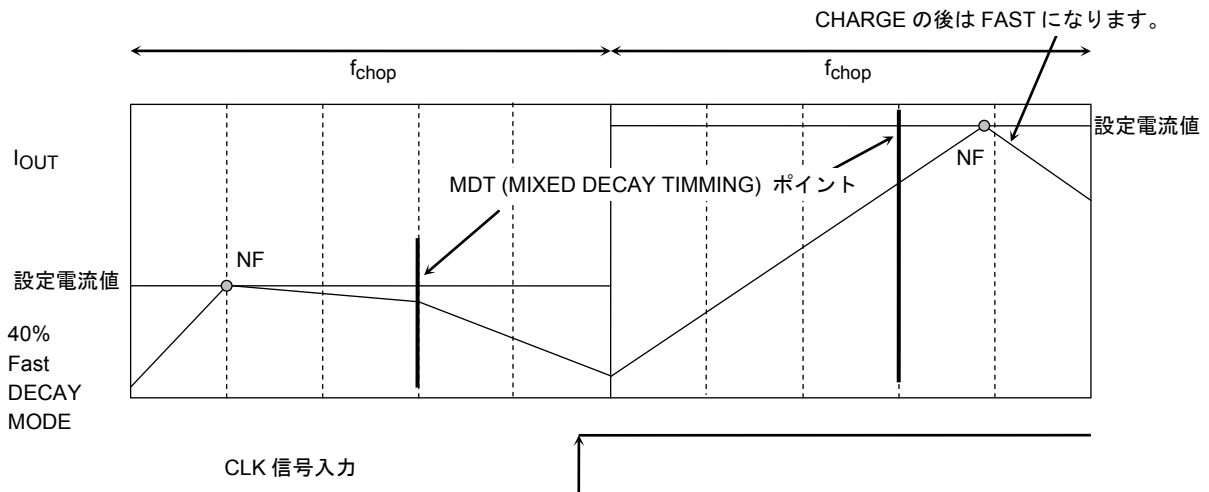 CHARGE の後は FAST になります。
fchop
fchop
設定電流値
IOUT
NF
MDT (MIXED DECAY TIMMING) ポイント
NF
設定電流値
40%
Fast
DECAY
MODE
CLK 信号入力